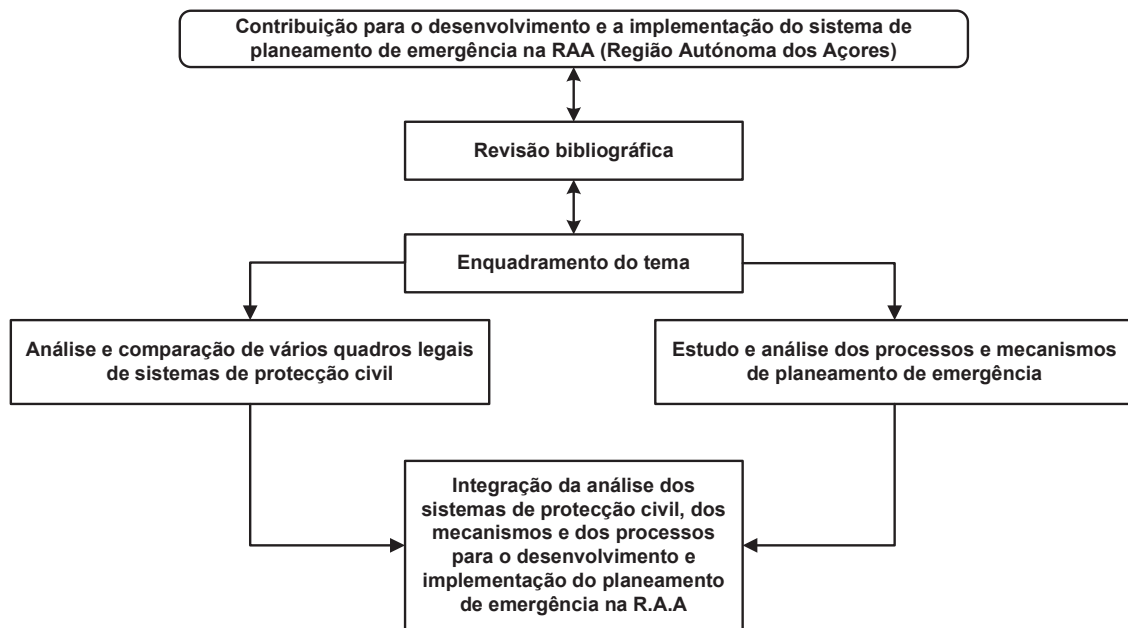 Contribuição para o desenvolvimento e a implementação do sistema de
planeamento de emergência na RAA (Região Autónoma dos Açores)
Revisão bibliográfica
Enquadramento do tema
Análise e comparação de vários quadros legais
de sistemas de protecção civil
Estudo e análise dos processos e mecanismos
de planeamento de emergência
Integração da análise dos
sistemas de protecção civil, dos
mecanismos e dos processos
para o desenvolvimento e
implementação do planeamento
de emergência na R.A.A